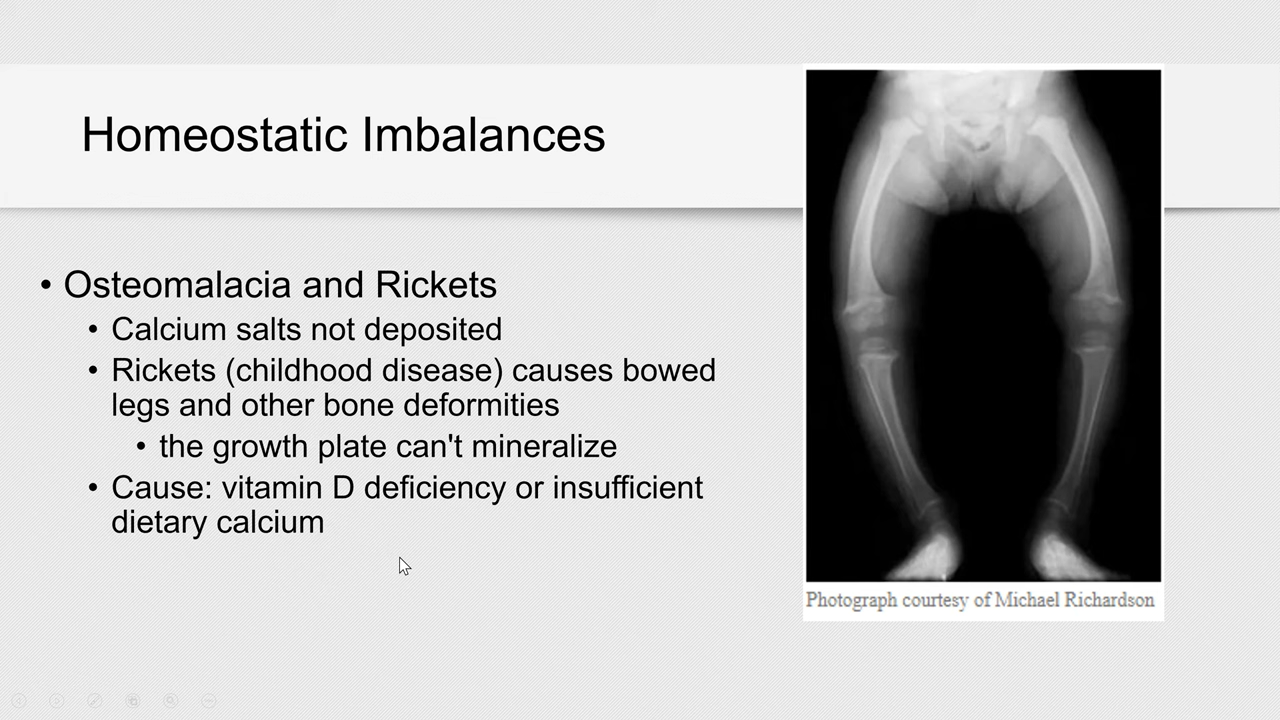 Homeostatic Imbalances
• Osteomalacia and Rickets
• Calcium salts not deposited
• Rickets (childhood disease) causes bowed
legs and other bone deformities
• the growth plate can't mineralize
• Cause: vitamin D deficiency or insufficient
dietary calcium
Photograph courtesy of Michael Richardson